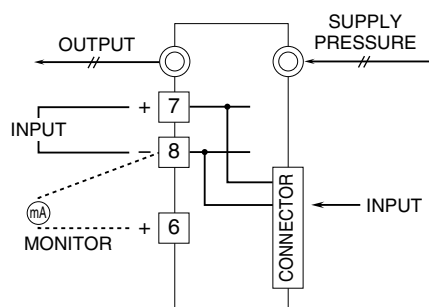 SUPPLY
PRESSURE
OUTPUT
+ 7
INPUT
− 8
mA
+ 6
MONITOR
CONNECTOR
INPUT